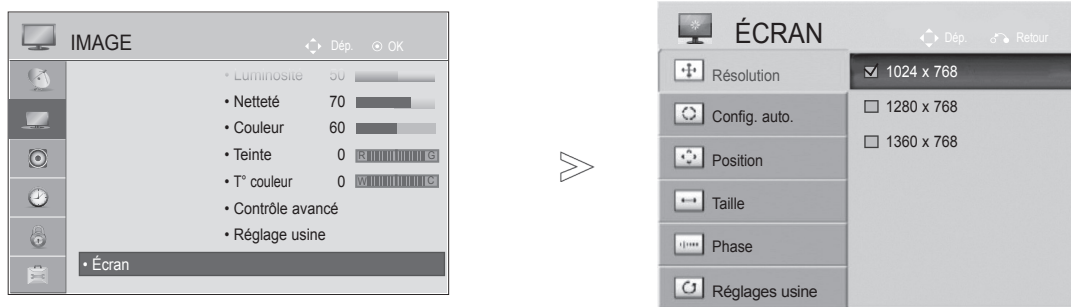 IMAGE
Dép. OK
• Luminosité 50
• Netteté 70
• Couleur 60
• Teinte 0 R G
• T° couleur 0 W C
• Contrôle avancé
• Réglage usine
• Écran
ÉCRAN
Dép. Retour
Résolution
Config. auto.
Position
Taille
Phase
Réglages usine
1024 x 768
1280 x 768
1360 x 768